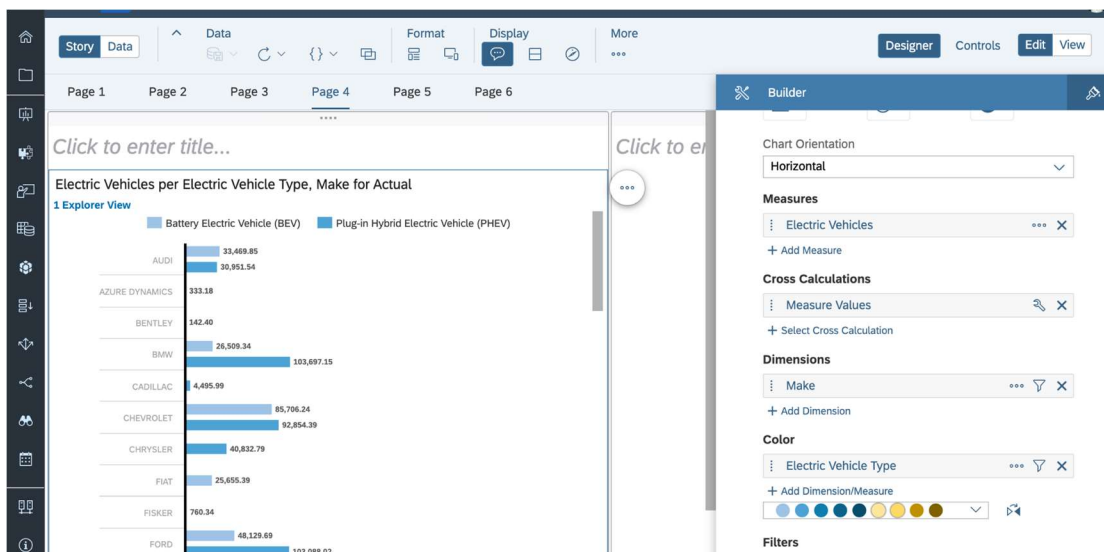 Story Data
Data
Format
Display
More
Designer Controls Edit View
Page 1 Page 2 Page 3 Page 4 Page 5 Page 6
Click to enter title...
Click to er
Electric Vehicles per Electric Vehicle Type, Make for Actual
1 Explorer View
Battery Electric Vehicle (BEV) Plug-in Hybrid Electric Vehicle (PHEV)
AUDI 33,469.85
30,951.54
AZURE DYNAMICS 333.18
BENTLEY 142.40
BMW 26,509.34
103,697.15
CADILLAC 4,495.99
CHEVROLET 85,706.24
92,854.39
CHRYSLER 40,832.79
FIAT 25,655.39
FISKER 760.34
FORD 48,129.69
103,088.02
Builder
Chart Orientation
Horizontal
Measures
Electric Vehicles
+ Add Measure
Cross Calculations
Measure Values
+ Select Cross Calculation
Dimensions
Make
+ Add Dimension
Color
Electric Vehicle Type
+ Add Dimension/Measure
Filters